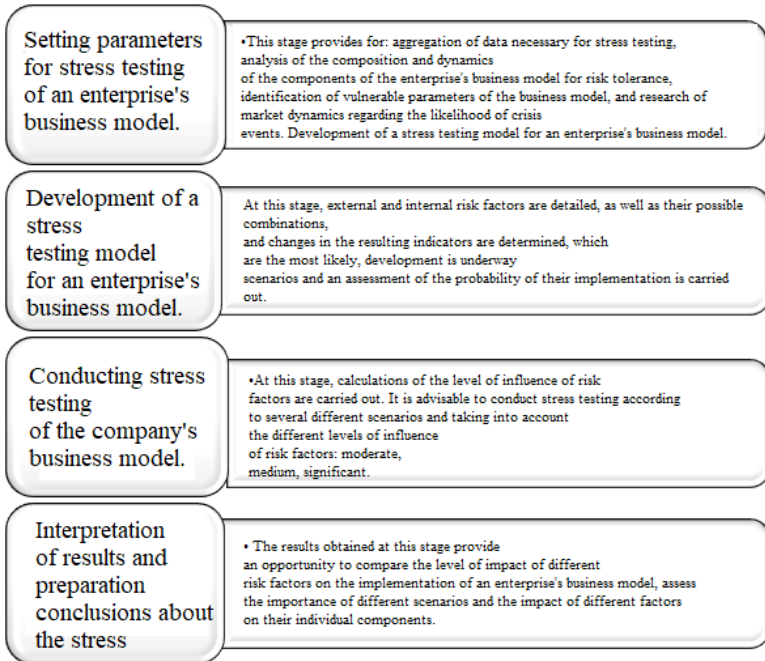 Setting parameters
for stress testing
of an enterprise's
business model.
•This stage provides for: aggregation of data necessary for stress testing,
analysis of the composition and dynamics
of the components of the enterprise's business model for risk tolerance,
identification of vulnerable parameters of the business model, and research of
market dynamics regarding the likelihood of crisis
events. Development of a stress testing model for an enterprise's business model.
Development of a
stress
testing model
for an enterprise's
business model.
At this stage, external and internal risk factors are detailed, as well as their possible
combinations,
and changes in the resulting indicators are determined, which
are the most likely, development is underway
scenarios and an assessment of the probability of their implementation is carried
out.
Conducting stress
testing
of the company's
business model.
•At this stage, calculations of the level of influence of risk
factors are carried out. It is advisable to conduct stress testing according
to several different scenarios and taking into account
the different levels of influence
of risk factors: moderate,
medium, significant.
Interpretation
of results and
preparation
conclusions about
the stress
• The results obtained at this stage provide
an opportunity to compare the level of impact of different
risk factors on the implementation of an enterprise's business model, assess
the importance of different scenarios and the impact of different factors
on their individual components.